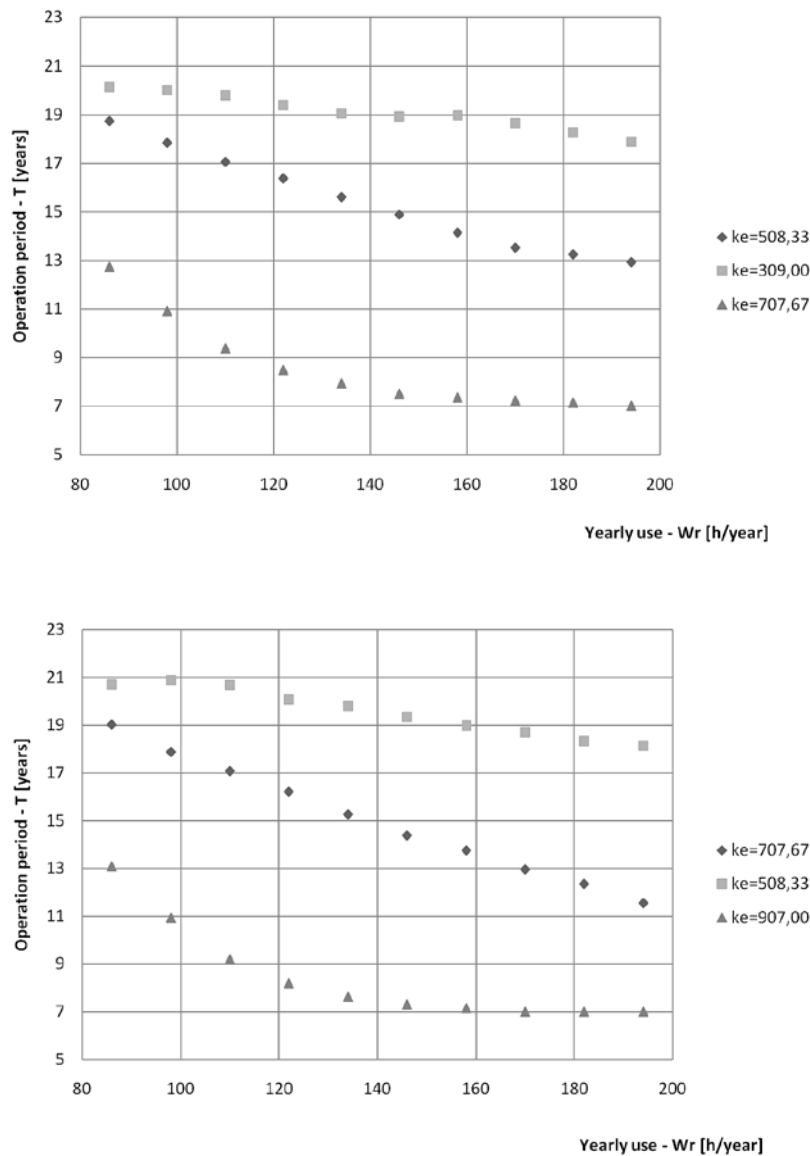 23
21
19
17
15
13
11
9
7
5
Operation period - T [years]
80 100 120 140 160 180 200
Yearly use - Wr [h/year]
ke=508,33
ke=309,00
ke=707,67
23
21
19
17
15
13
11
9
7
5
Operation period - T [years]
80 100 120 140 160 180 200
Yearly use - Wr [h/year]
ke=707,67
ke=508,33
ke=907,00